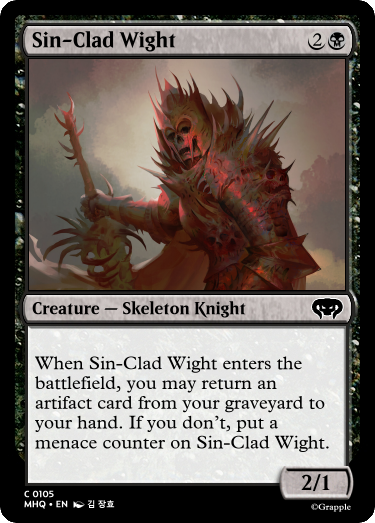 Sin-Clad Wight 2
Creature — Skeleton Knight
When Sin-Clad Wight enters the
battlefield, you may return an
artifact card from your graveyard to
your hand. If you don't, put a
menace counter on Sin-Clad Wight.
2/1
C 0105
MHQ • EN 김 장효
©Grapple